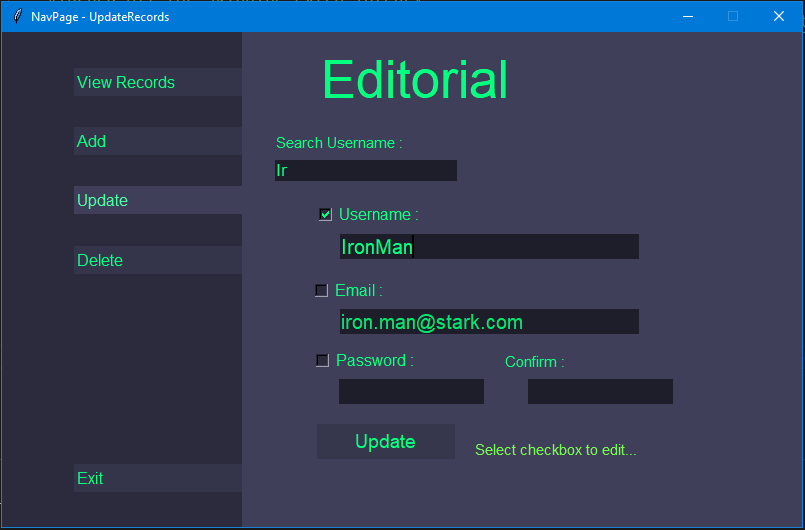 NavPage - UpdateRecords
View Records
Add
Update
Delete
Exit
Editorial
Search Username :
Ir
Username :
IronMan
Email :
iron.man@stark.com
Password : Confirm :
Update
Select checkbox to edit...